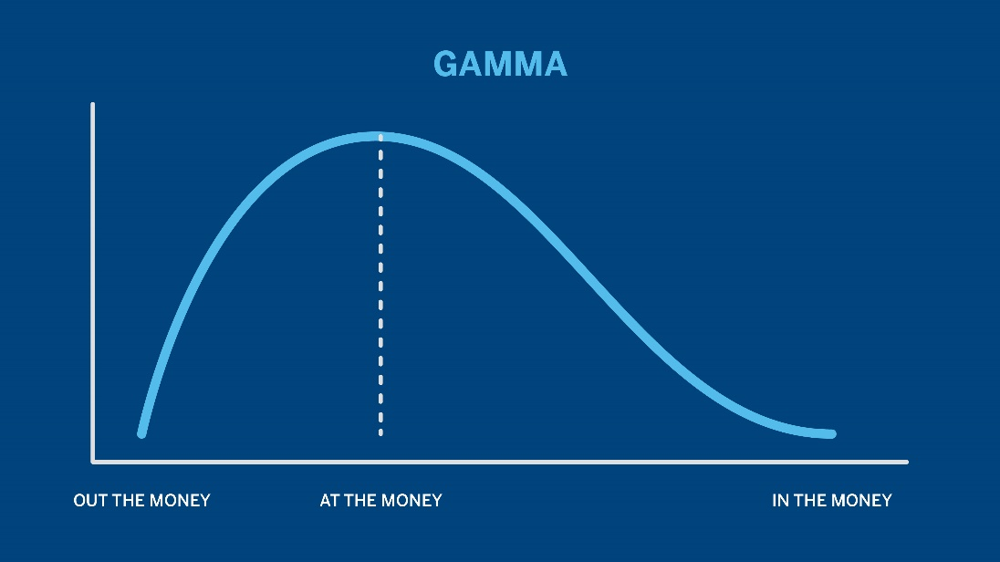 GAMMA
OUT THE MONEY
AT THE MONEY
IN THE MONEY